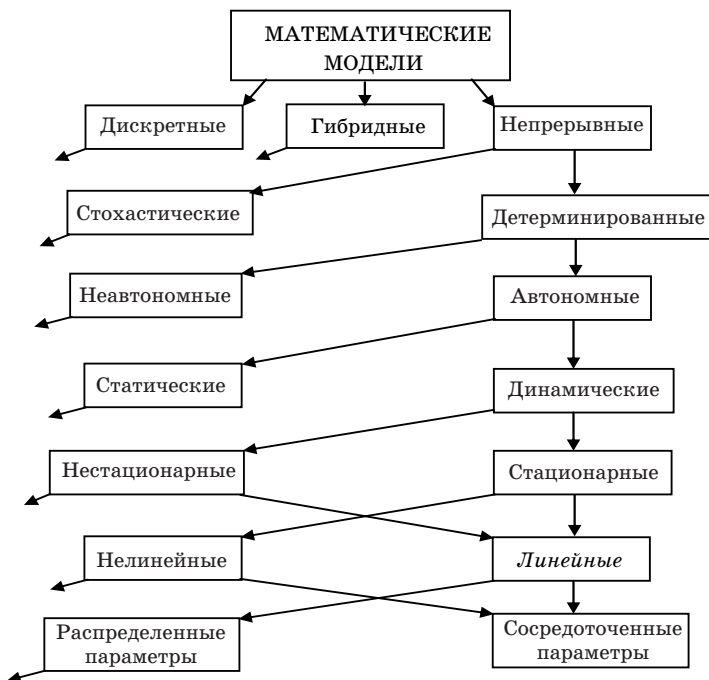 МАТЕМАТИЧЕСКИЕ
МОДЕЛИ
Дискретные
Гибридные
Непрерывные
Стохастические
Детерминированные
Неавтономные
Автономные
Статические
Динамические
Нестационарные
Стационарные
Нелинейные
Линейные
Распределенные
параметры
Сосредоточенные
параметры